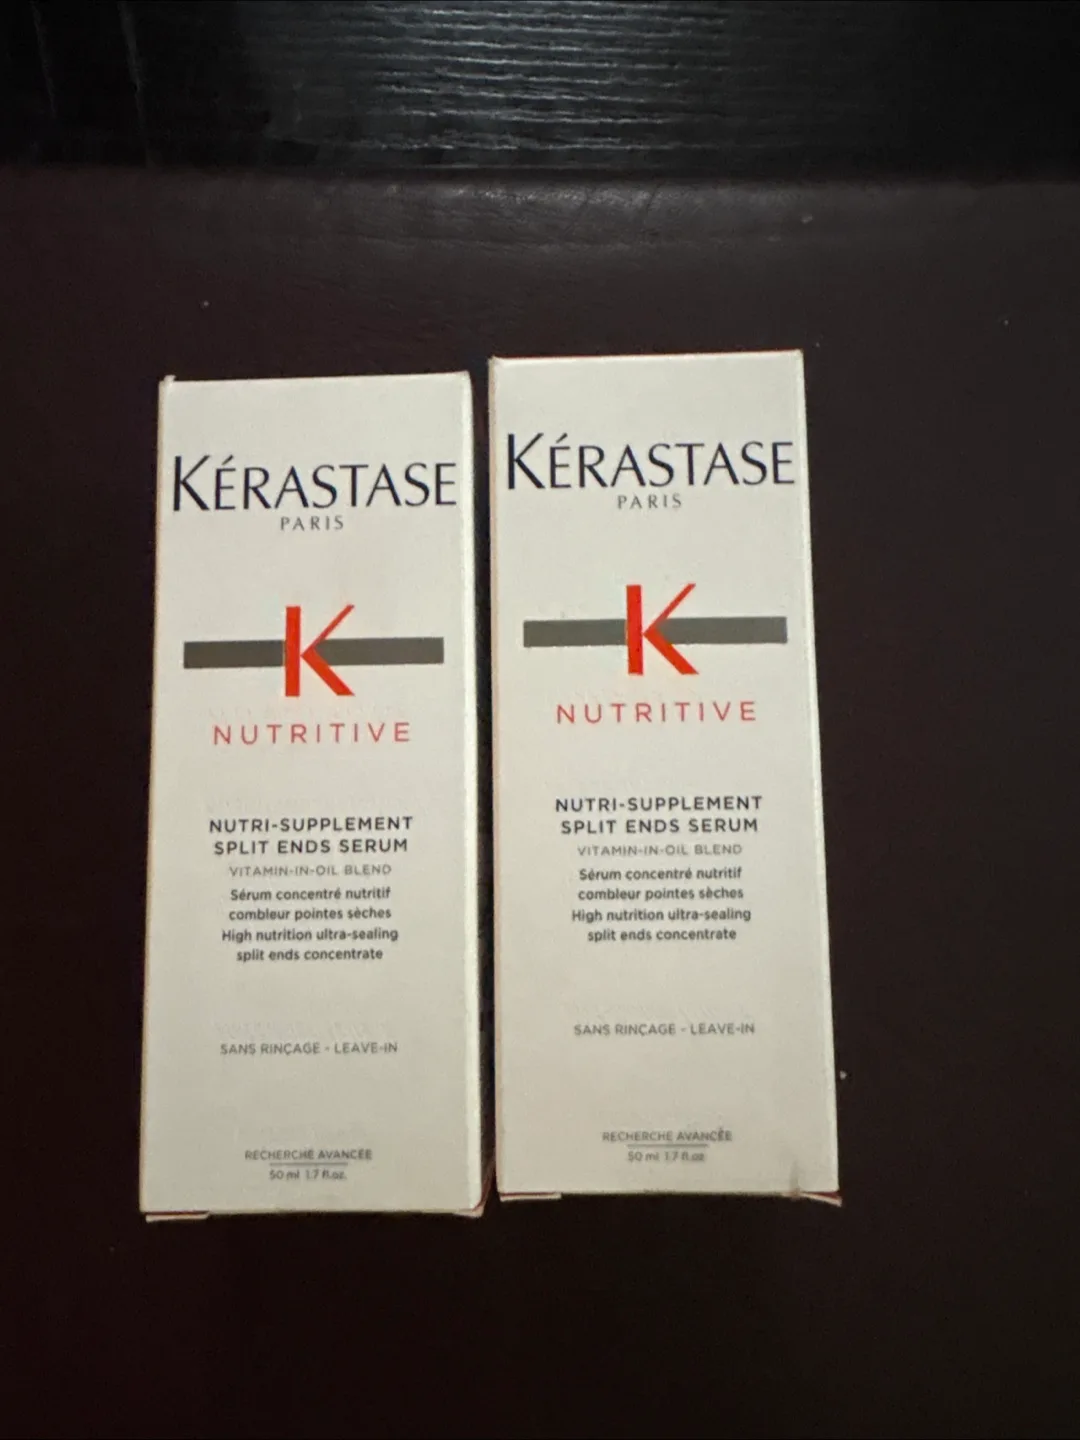 KÉRASTASE
PARIS
K
NUTRITIVE
NUTRI-SUPPLEMENT
SPLIT ENDS SERUM
VITAMIN-IN-OIL BLEND
Sérum concentré nutritif
combleur pointes sèches
High nutrition ultra-sealing
split ends concentrate
SANS RINÇAGE - LEAVE-IN
RECHERCHE AVANCÉE
50 ml 1.7 fl.oz.
KÉRASTASE
PARIS
K
NUTRITIVE
NUTRI-SUPPLEMENT
SPLIT ENDS SERUM
VITAMIN-IN-OIL BLEND
Sérum concentré nutritif
combleur pointes sèches
High nutrition ultra-sealing
split ends concentrate
SANS RINÇAGE - LEAVE-IN
RECHERCHE AVANCÉE
50 ml 1.7 fl.oz.